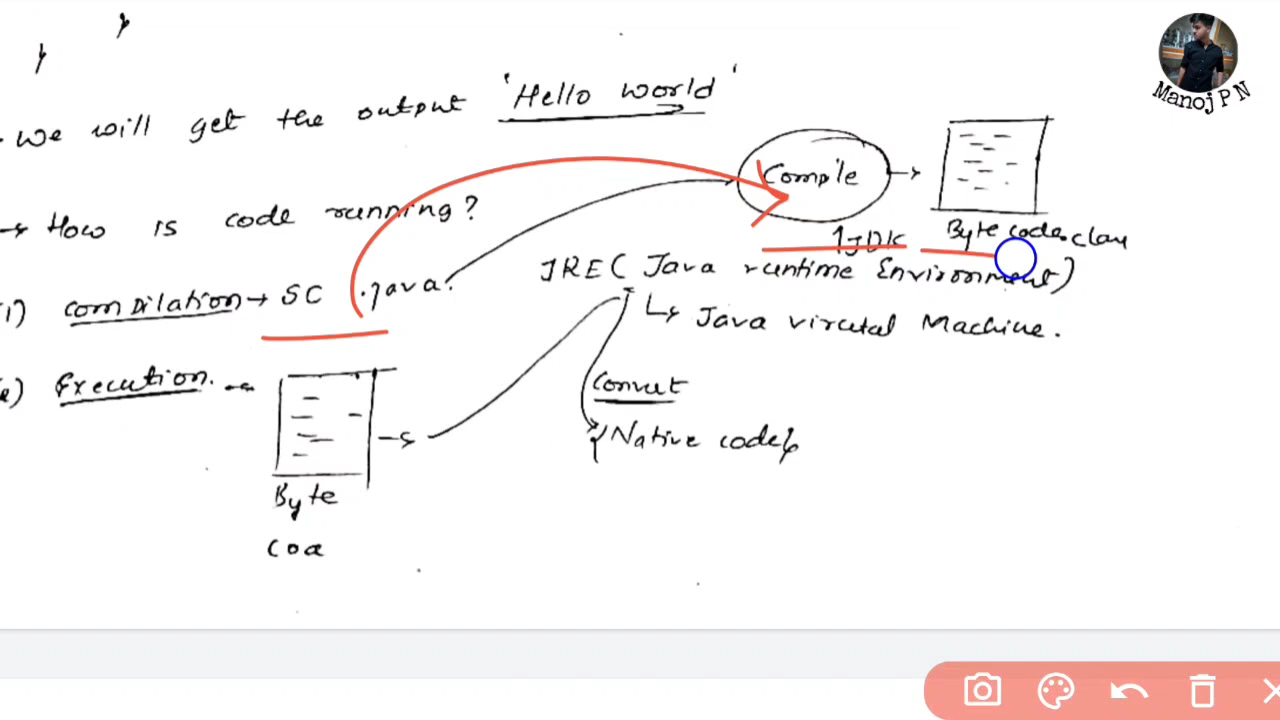 Manoj P N
we will get the output 'Hello world'
→ How is code running?
Compile
Byte code.class
↑JDK
1) compilation → SC (.java)
JRE ( Java runtime Environment)
↳ Java virtual Machine.
Execution. →
Convert
{Native code}
Byte